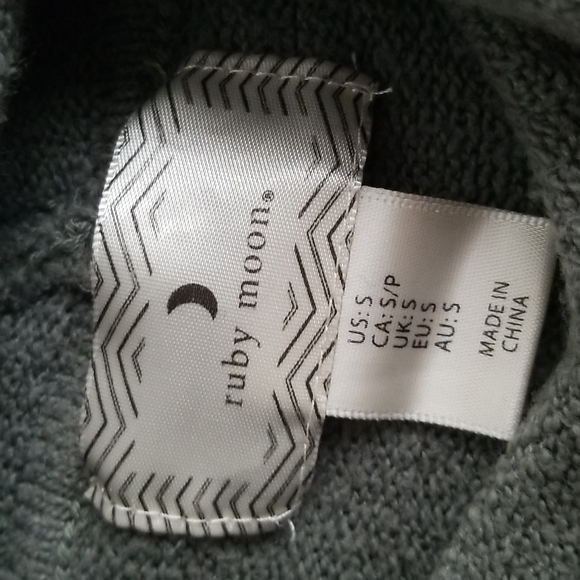 ruby moon®
US: S
CA: S/P
UK: S
EU: S
AU: S
MADE IN
CHINA